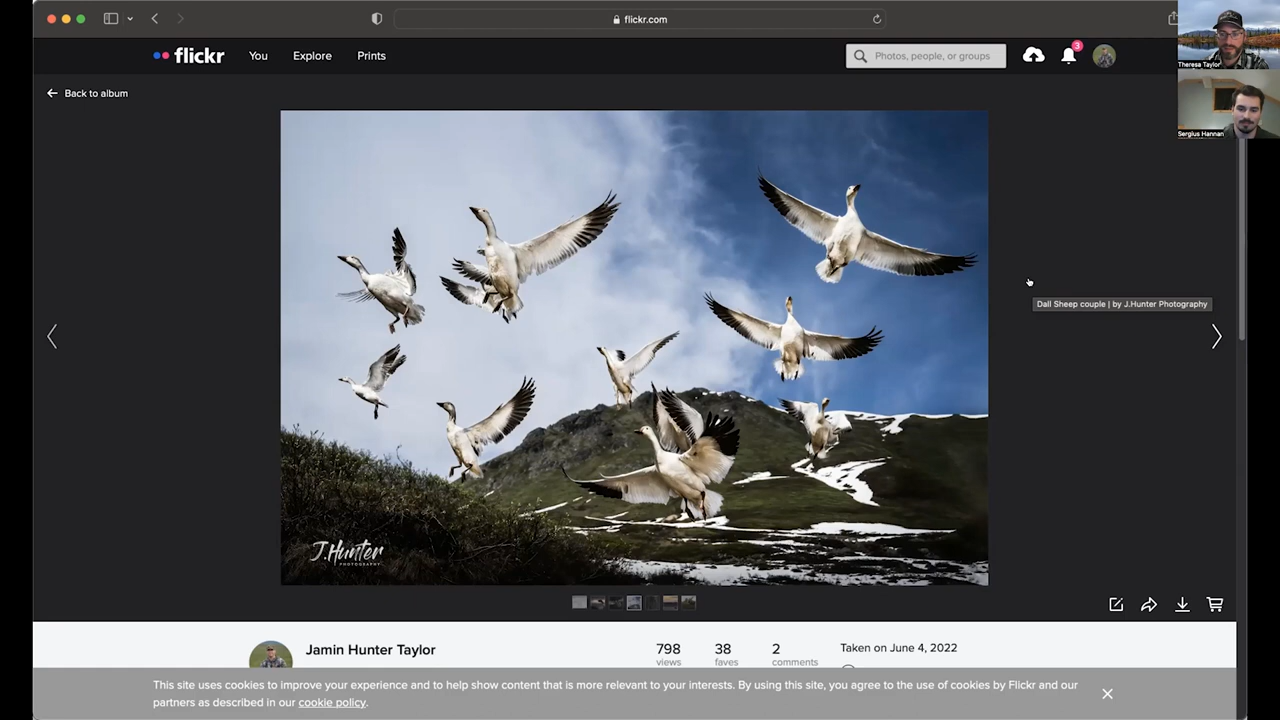 flickr.com
flickr
You
Explore
Prints
Photos, people, or groups
3
Theresa Taylor
Sergius Hannan
Back to album
Dall Sheep couple | by J.Hunter Photography
J.Hunter
PHOTOGRAPHY
Jamin Hunter Taylor
798
views
38
faves
2
comments
Taken on June 4, 2022
This site uses cookies to improve your experience and to help show content that is more relevant to your interests. By using this site, you agree to the use of cookies by Flickr and our
partners as described in our cookie policy.